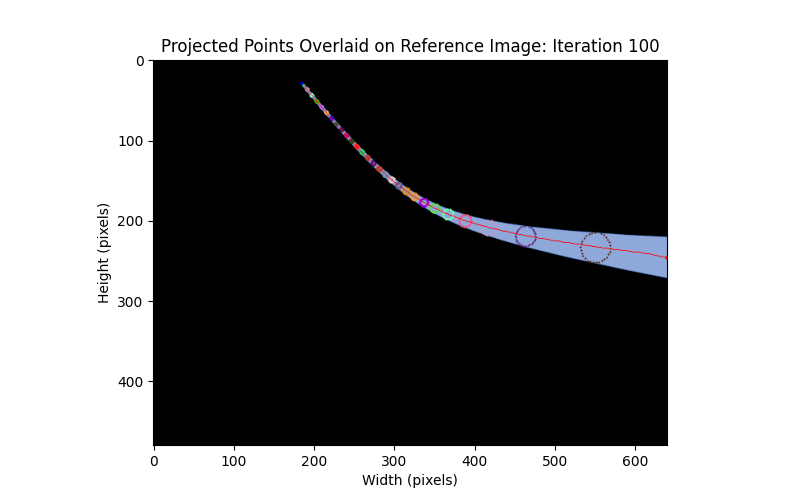 Projected Points Overlaid on Reference Image: Iteration 100
0
100
200
300
400
Height (pixels)
0 100 200 300 400 500 600
Width (pixels)